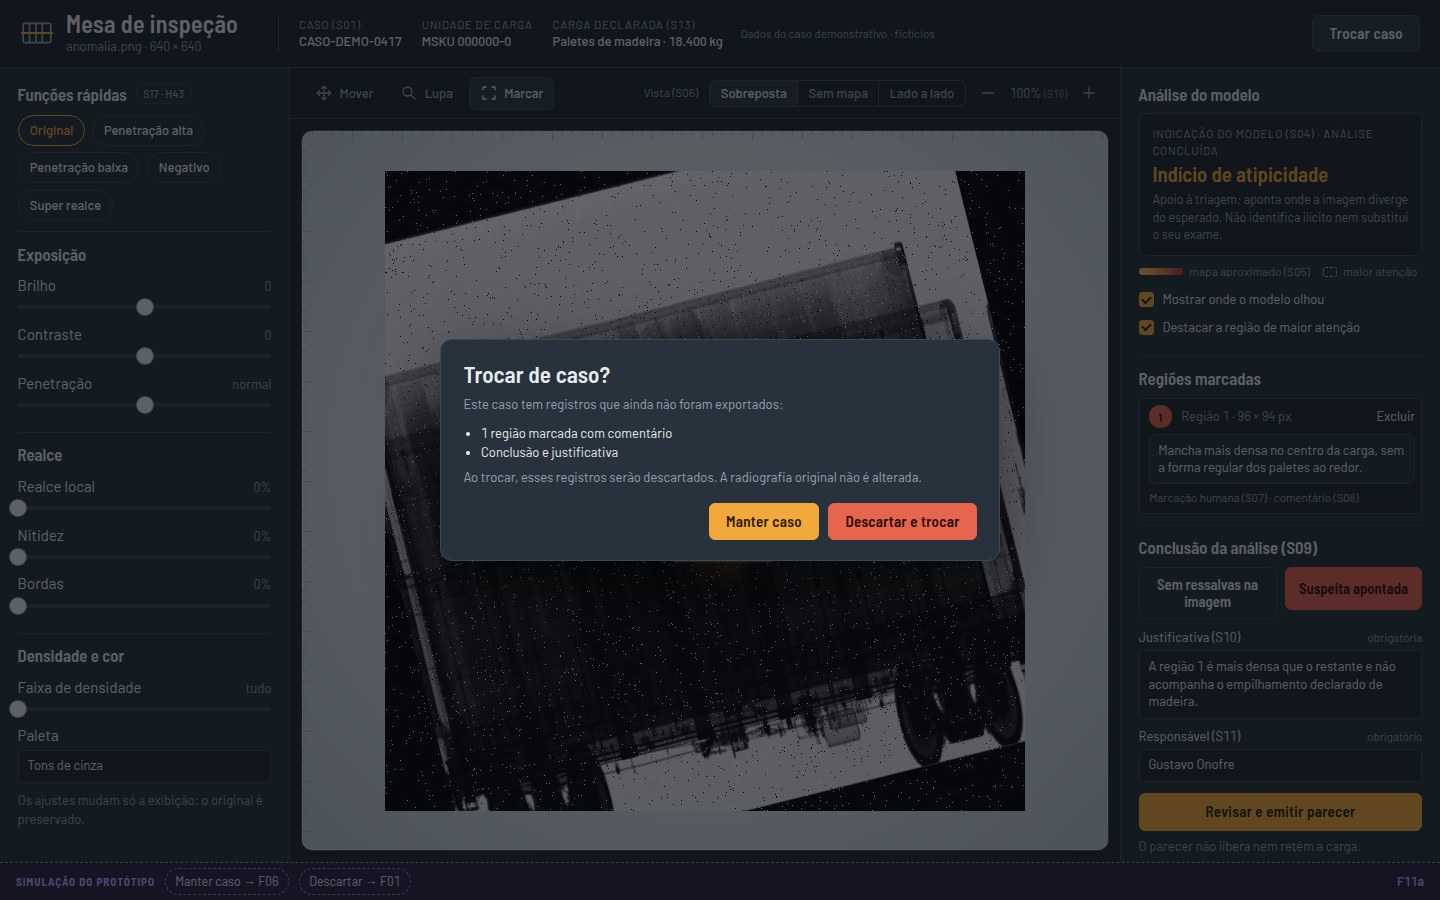 Mesa de inspeção
anomalia.png · 640 × 640
CASO (S01)
CASO-DEMO-0417
UNIDADE DE CARGA
MSKU 000000-0
CARGA DECLARADA (S13)
Paletes de madeira · 18.400 kg
Dados do caso demonstrativo · fictícios
Trocar caso
Funções rápidas
S17 · H43
Original
Penetração alta
Penetração baixa
Negativo
Super realce
Exposição
Brilho
0
Contraste
0
Penetração
normal
Realce
Realce local
0%
Nitidez
0%
Bordas
0%
Densidade e cor
Faixa de densidade
tudo
Paleta
Tons de cinza
Os ajustes mudam só a exibição; o original é
preservado.
Mover
Lupa
Marcar
Vista (S06)
Sobreposta
Sem mapa
Lado a lado
100% (S16)
Trocar de caso?
Este caso tem registros que ainda não foram exportados:
• 1 região marcada com comentário
• Conclusão e justificativa
Ao trocar, esses registros serão descartados. A radiografia original não é alterada.
Manter caso
Descartar e trocar
Análise do modelo
INDICAÇÃO DO MODELO (S04) · ANÁLISE
CONCLUÍDA
Indício de atipicidade
Apoio à triagem: aponta onde a imagem diverge
do esperado. Não identifica ilícito nem substitui
o seu exame.
mapa aproximado (S05)
maior atenção
Mostrar onde o modelo olhou
Destacar a região de maior atenção
Regiões marcadas
1
Região 1 · 96 × 94 px
Excluir
Mancha mais densa no centro da carga, sem
a forma regular dos paletes ao redor.
Marcação humana (S07) · comentário (S08)
Conclusão da análise (S09)
Sem ressalvas na
imagem
Suspeita apontada
Justificativa (S10)
obrigatória
A região 1 é mais densa que o restante e não
acompanha o empilhamento declarado de
madeira.
Responsável (S11)
obrigatório
Gustavo Onofre
Revisar e emitir parecer
O parecer não libera nem retém a carga.
SIMULAÇÃO DO PROTÓTIPO
Manter caso → F06
Descartar → F01
F11a